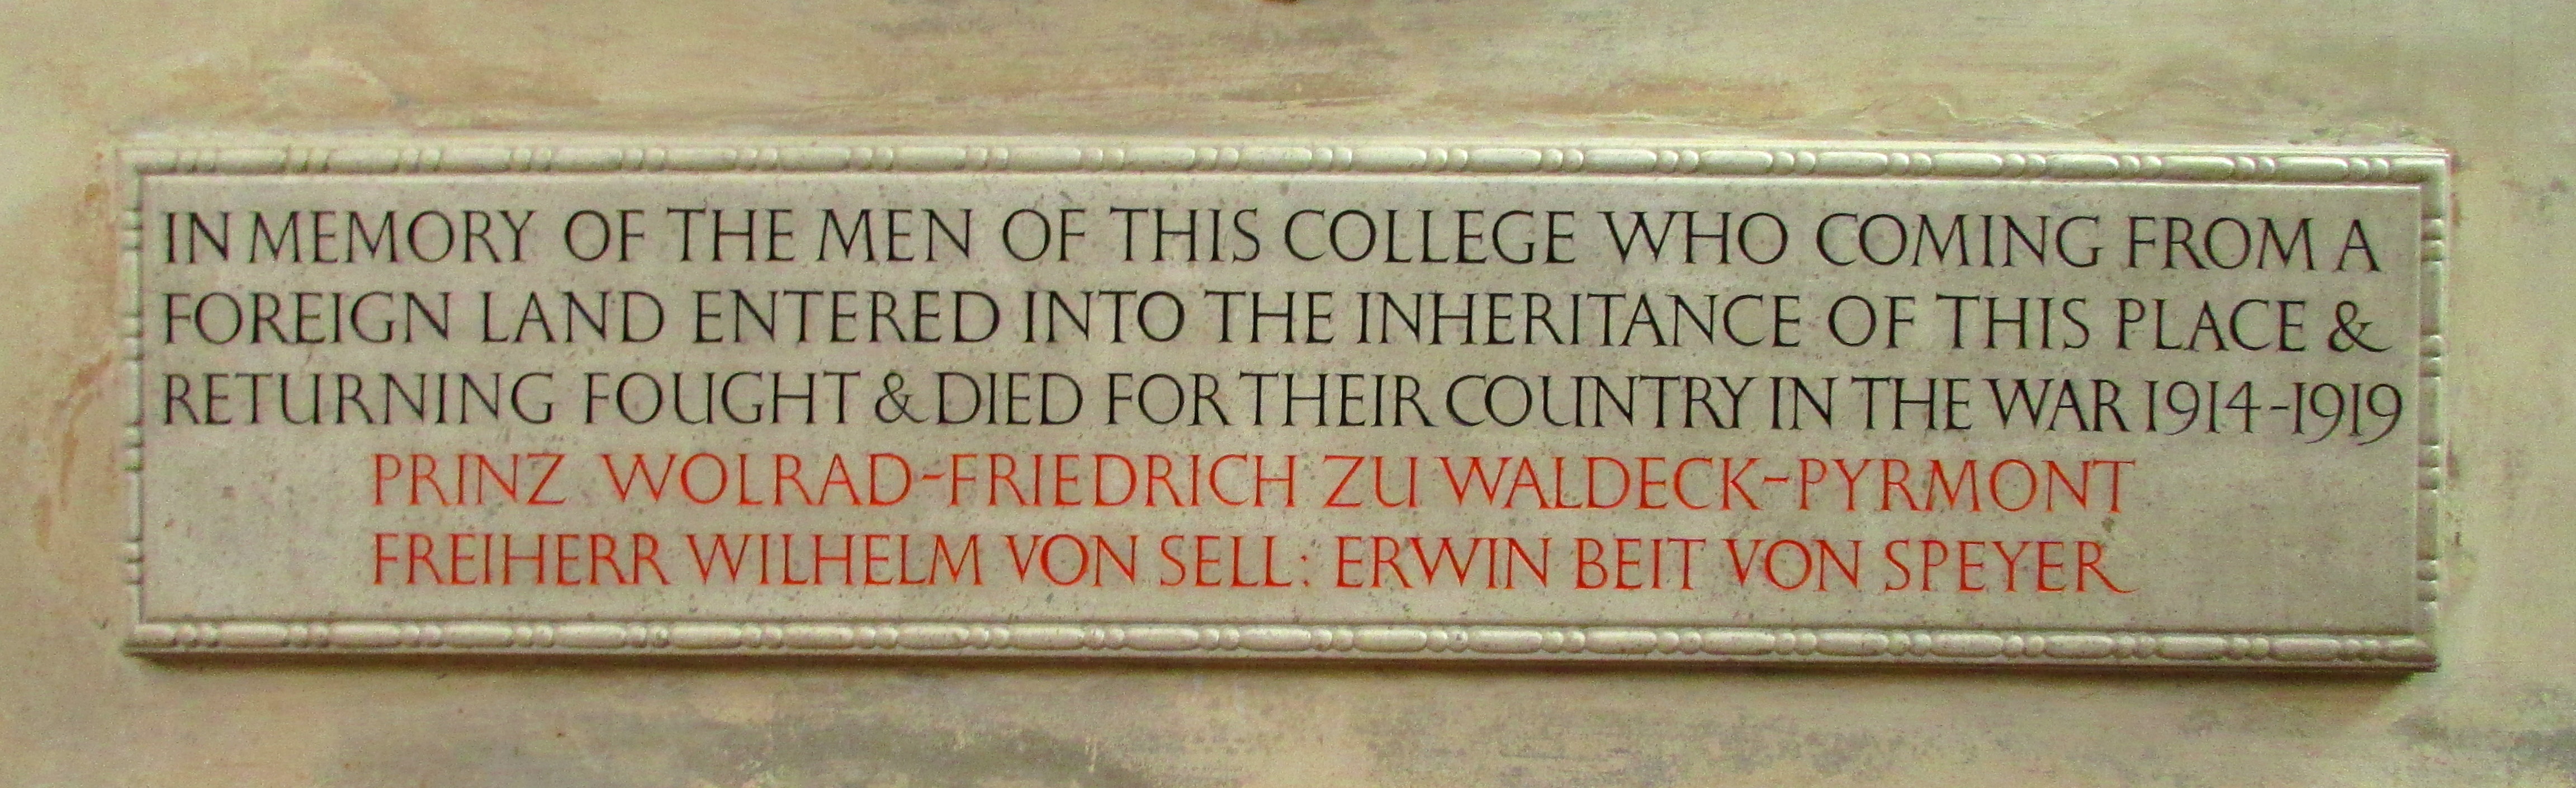 IN MEMORY OF THE MEN OF THIS COLLEGE WHO COMING FROM A
FOREIGN LAND ENTERED INTO THE INHERITANCE OF THIS PLACE &
RETURNING FOUGHT & DIED FOR THEIR COUNTRY IN THE WAR 1914-1919
PRINZ WOLRAD-FRIEDRICH ZU WALDECK-PYRMONT
FREIHERR WILHELM VON SELL: ERWIN BEIT VON SPEYER